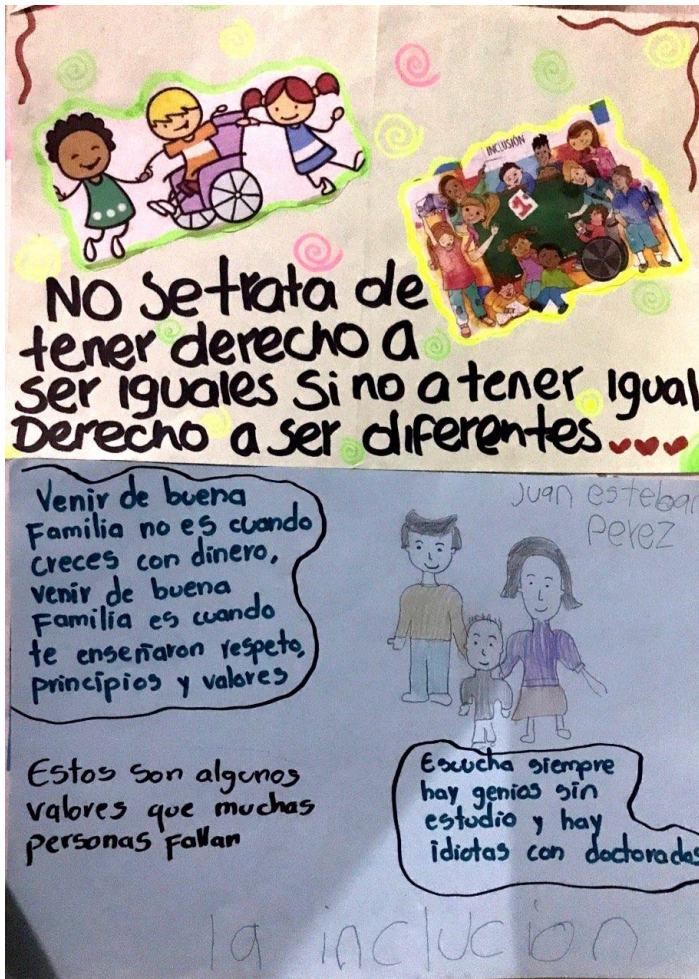 INCLUSIÓN
NO Se trata de
tener derecho a
ser iguales Si no a tener igual
Derecho a ser diferentes...
Juan esteban
Perez
Venir de buena
Familia no es cuando
creces con dinero,
venir de buena
Familia es cuando
te enseñaron respeto,
principios y valores
Estos son algunos
valores que muchas
personas Fallan
Escucha siempre
hay genios sin
estudio y hay
idiotas con doctorados
la inclucion